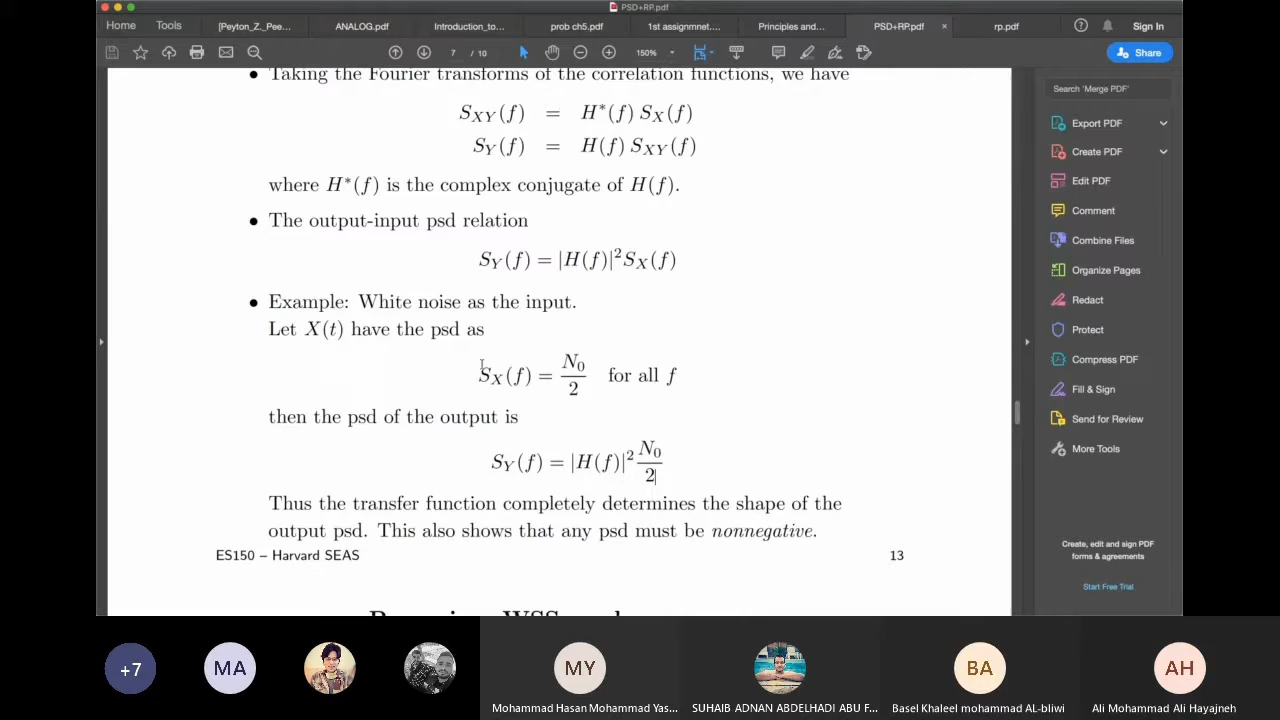 PSD+RP.pdf
Home Tools [Peyton_Z._Pee... ANALOG.pdf Introduction_to... prob ch5.pdf 1st assignmnet.... Principles and... PSD+RP.pdf × rp.pdf Sign In
7 / 10 150%
Share
• Taking the Fourier transforms of the correlation functions, we have
S_XY(f) = H*(f) S_X(f)
S_Y(f) = H(f) S_XY(f)
where H*(f) is the complex conjugate of H(f).
• The output-input psd relation
S_Y(f) = |H(f)|²S_X(f)
• Example: White noise as the input.
Let X(t) have the psd as
S_X(f) = N₀/2 for all f
then the psd of the output is
S_Y(f) = |H(f)|² N₀/2
Thus the transfer function completely determines the shape of the
output psd. This also shows that any psd must be nonnegative.
ES150 – Harvard SEAS 13
Search 'Merge PDF'
Export PDF
Create PDF
Edit PDF
Comment
Combine Files
Organize Pages
Redact
Protect
Compress PDF
Fill & Sign
Send for Review
More Tools
Create, edit and sign PDF
forms & agreements
Start Free Trial
+7 MA MY BA AH
Mohammad Hasan Mohammad Yas... SUHAIB ADNAN ABDELHADI ABU F... Basel Khaleel mohammad AL-bliwi Ali Mohammad Ali Hayajneh